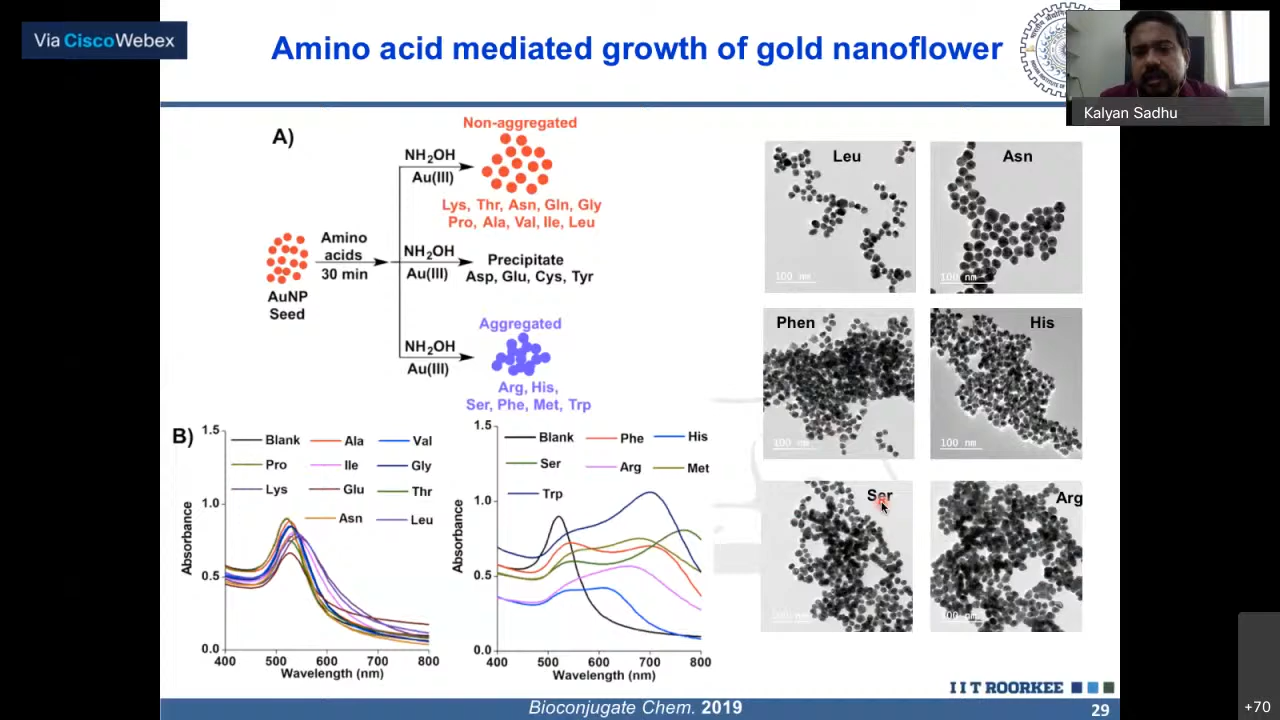 Via Cisco Webex
Amino acid mediated growth of gold nanoflower
Kalyan Sadhu
A)
Non-aggregated
NH2OH
Au(III)
Lys, Thr, Asn, Gln, Gly
Pro, Ala, Val, Ile, Leu
AuNP
Seed
Amino
acids
30 min
NH2OH
Au(III)
Precipitate
Asp, Glu, Cys, Tyr
Aggregated
NH2OH
Au(III)
Arg, His,
Ser, Phe, Met, Trp
Leu
100 nm
Asn
100 nm
Phen
100 nm
His
100 nm
Ser
100 nm
Arg
100 nm
B)
1.5
1.0
0.5
0.0
Absorbance
Blank Ala Val
Pro Ile Gly
Lys Glu Thr
Asn Leu
400 500 600 700 800
Wavelength (nm)
1.5
1.0
0.5
0.0
Absorbance
Blank Phe His
Ser Arg Met
Trp
400 500 600 700 800
Wavelength (nm)
IIT ROORKEE
Bioconjugate Chem. 2019
29
+70